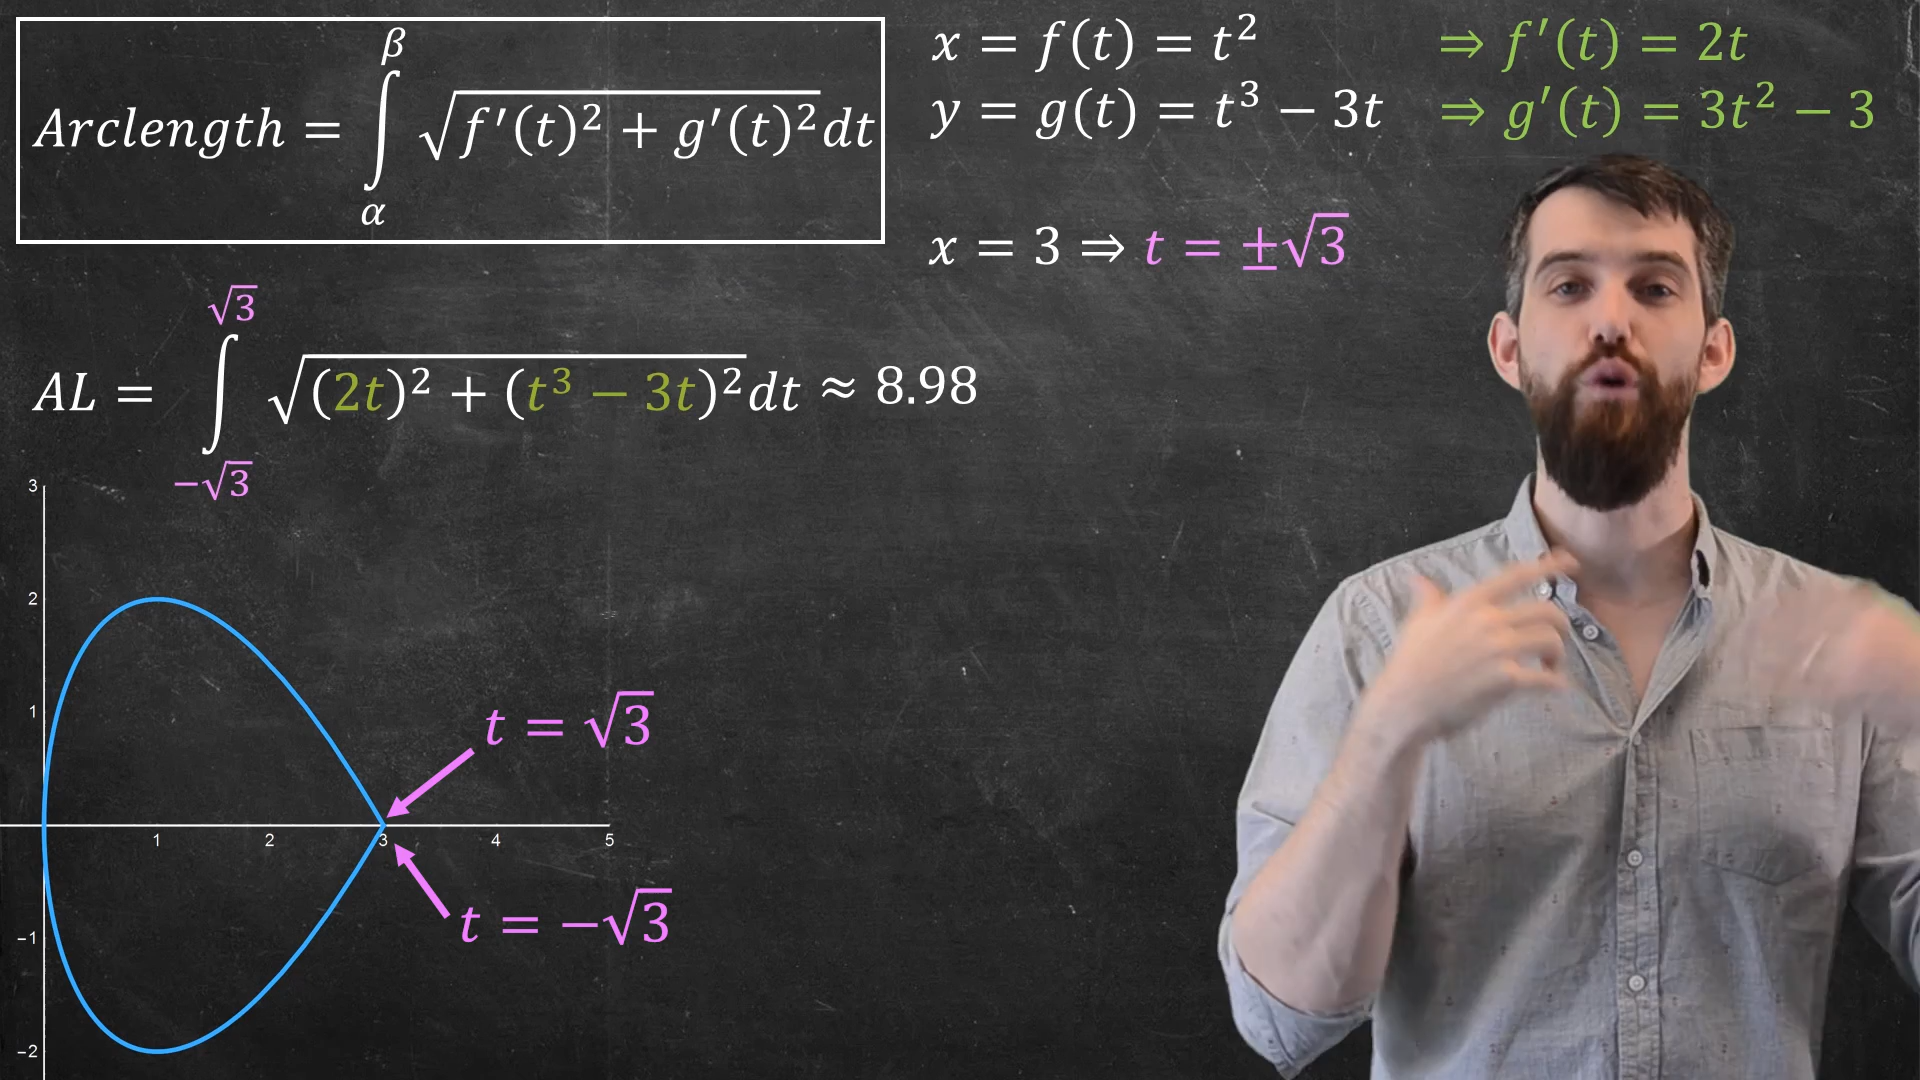 Arclength = ∫_α^β √(f′(t)² + g′(t)²) dt
x = f(t) = t² ⇒ f′(t) = 2t
y = g(t) = t³ − 3t ⇒ g′(t) = 3t² − 3
x = 3 ⇒ t = ±√3
AL = ∫_{−√3}^{√3} √((2t)² + (t³ − 3t)²) dt ≈ 8.98
3
2
1
1 2 3 4 5
−1
−2
t = √3
t = −√3